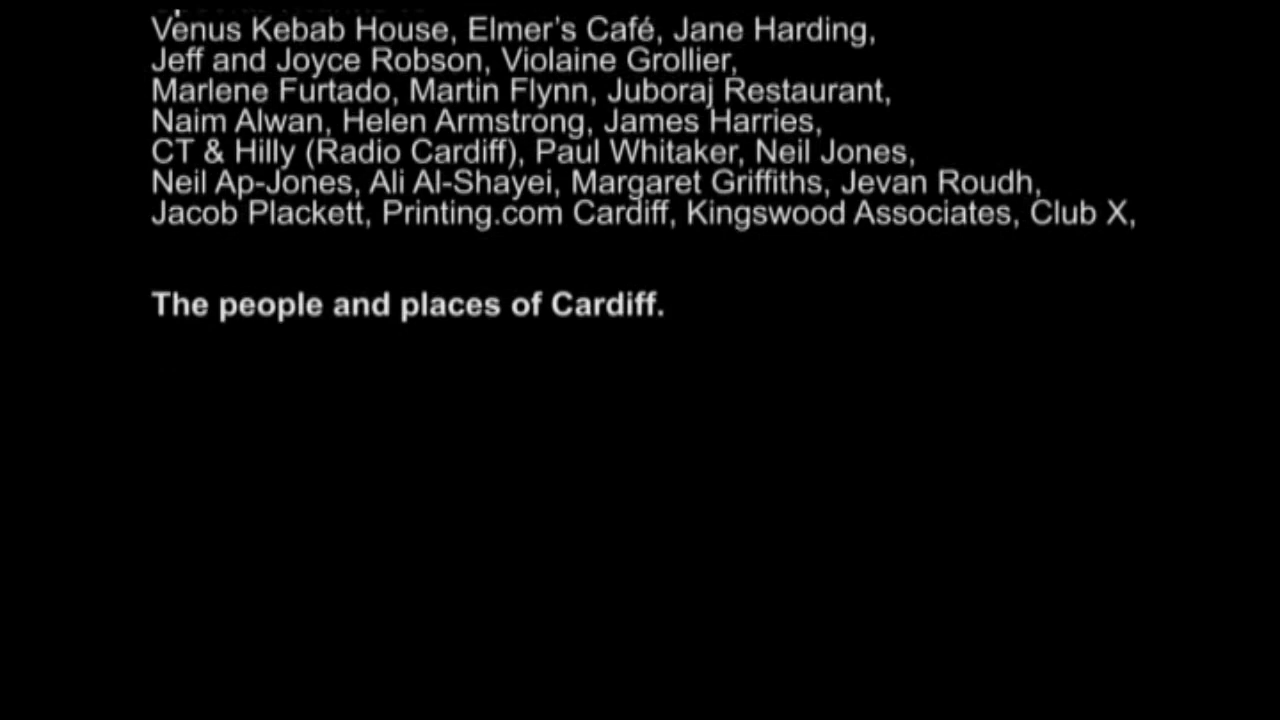 Venus Kebab House, Elmer’s Café, Jane Harding,
Jeff and Joyce Robson, Violaine Grollier,
Marlene Furtado, Martin Flynn, Juboraj Restaurant,
Naim Alwan, Helen Armstrong, James Harries,
CT & Hilly (Radio Cardiff), Paul Whitaker, Neil Jones,
Neil Ap-Jones, Ali Al-Shayei, Margaret Griffiths, Jevan Roudh,
Jacob Plackett, Printing.com Cardiff, Kingswood Associates, Club X,
The people and places of Cardiff.